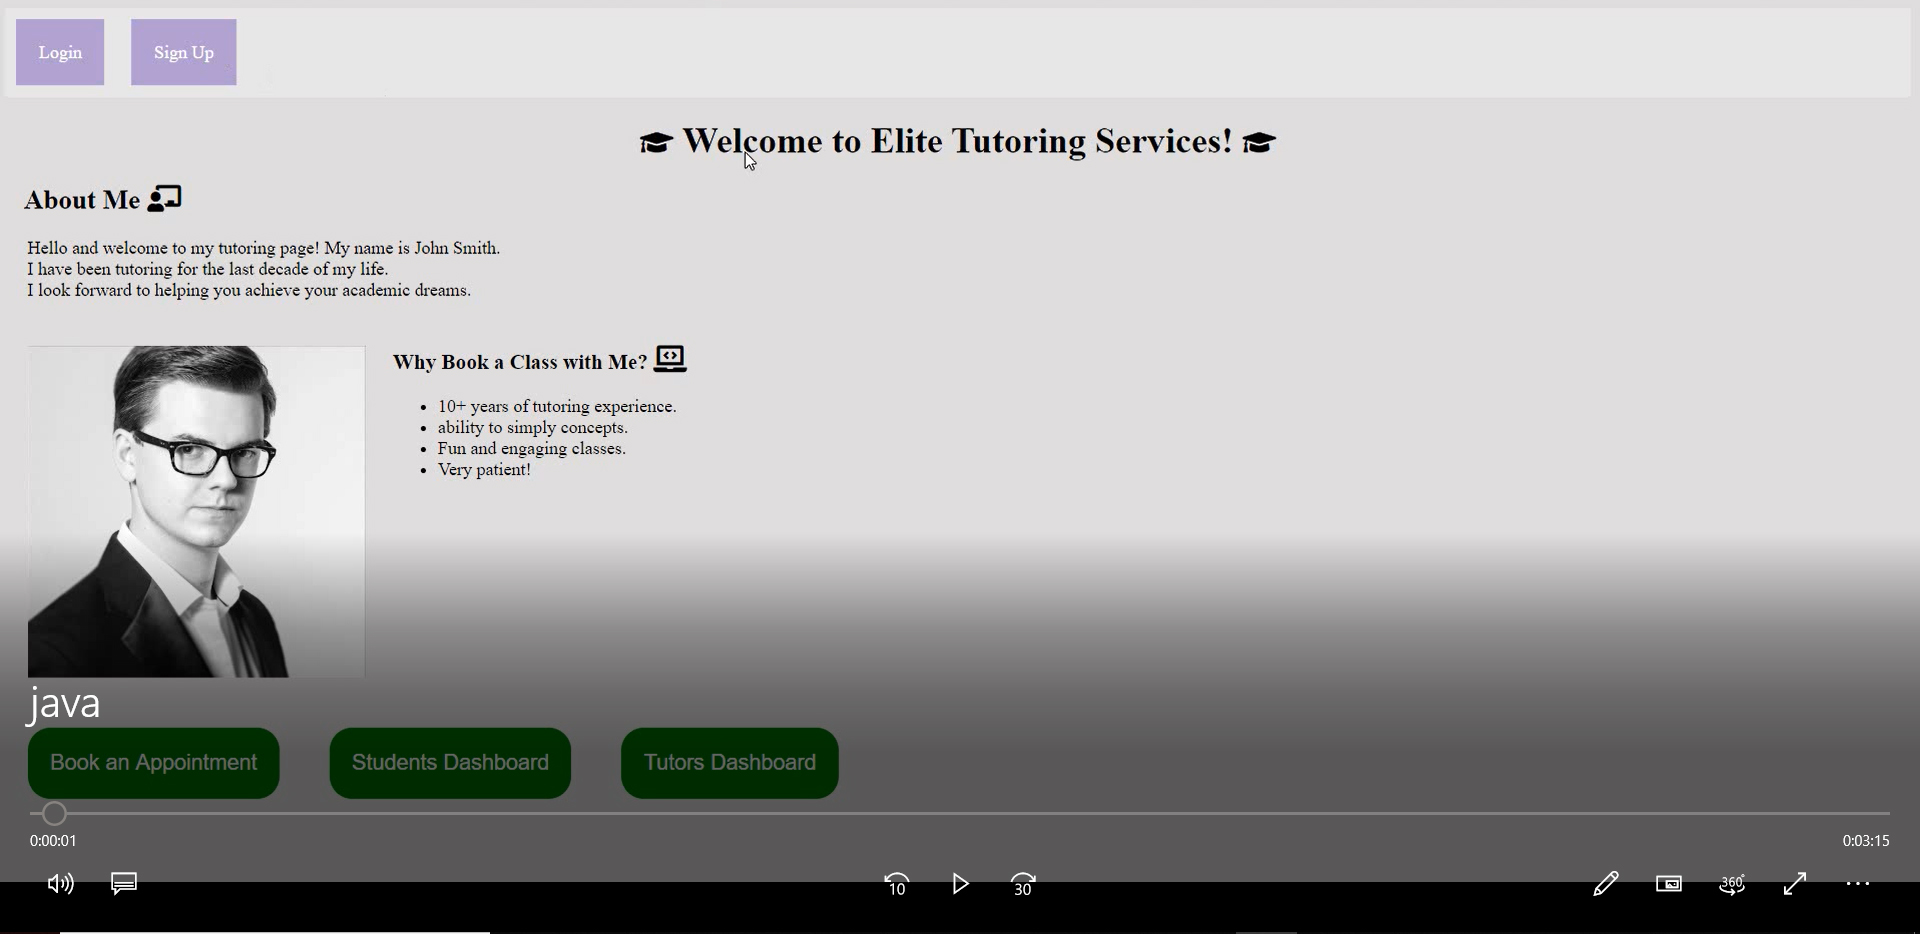 Login
Sign Up
Welcome to Elite Tutoring Services!
About Me
Hello and welcome to my tutoring page! My name is John Smith.
I have been tutoring for the last decade of my life.
I look forward to helping you achieve your academic dreams.
Why Book a Class with Me?
10+ years of tutoring experience.
ability to simply concepts.
Fun and engaging classes.
Very patient!
java
Book an Appointment
Students Dashboard
Tutors Dashboard
0:00:01
0:03:15
10
30
360°